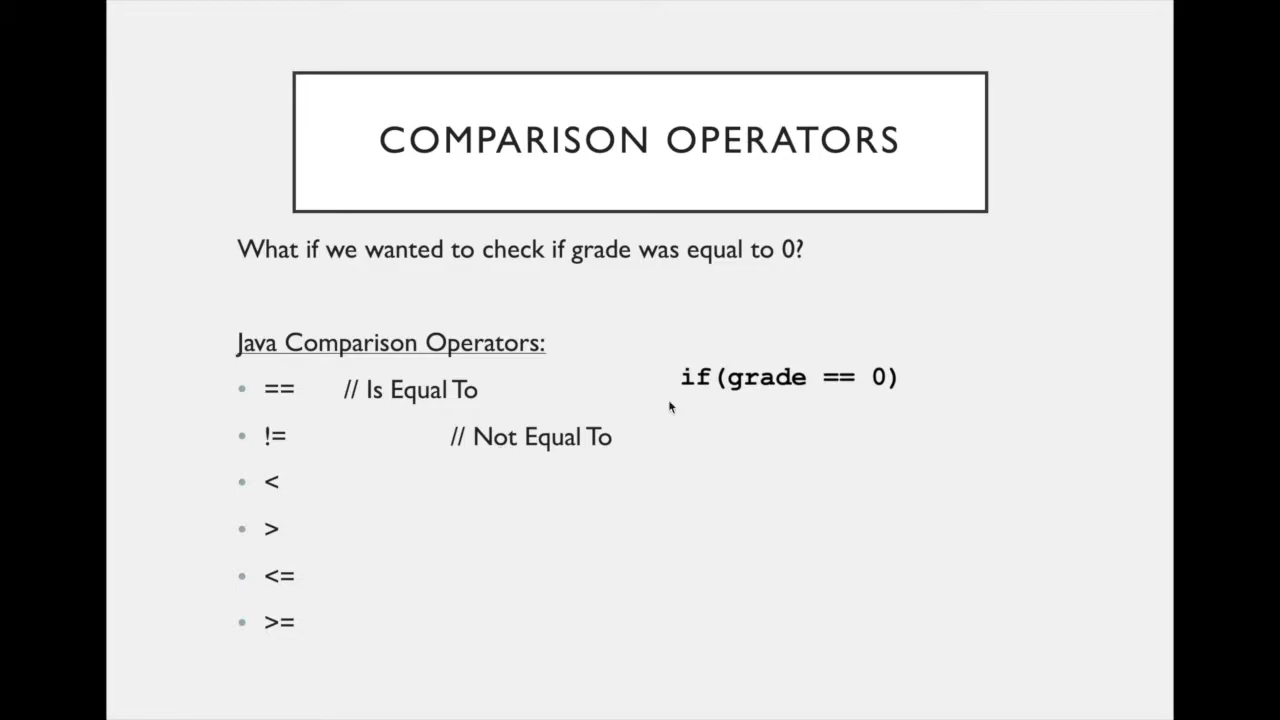 COMPARISON OPERATORS
What if we wanted to check if grade was equal to 0?
Java Comparison Operators:
if(grade == 0)
• == // Is Equal To
• != // Not Equal To
• <
• >
• <=
• >=